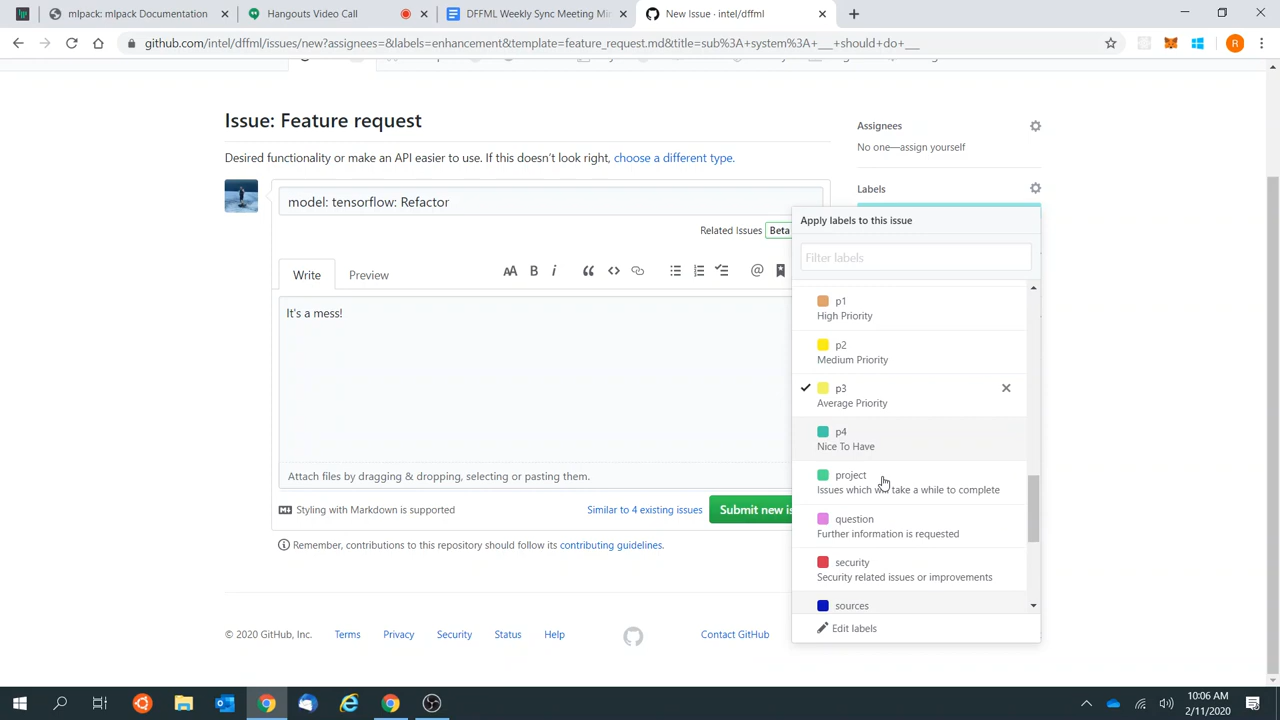 mlpack: mlpack Documentation
Hangouts Video Call
DFFML Weekly Sync Meeting Min
New Issue · intel/dffml
github.com/intel/dffml/issues/new?assignees=&labels=enhancement&template=feature_request.md&title=sub%3A+system%3A+___+should+do+___
R
Issue: Feature request
Desired functionality or make an API easier to use. If this doesn't look right, choose a different type.
model: tensorflow: Refactor
Related Issues Beta
Write
Preview
It's a mess!
Attach files by dragging & dropping, selecting or pasting them.
Styling with Markdown is supported
Similar to 4 existing issues
Submit new is
Remember, contributions to this repository should follow its contributing guidelines.
Assignees
No one—assign yourself
Labels
Apply labels to this issue
Filter labels
p1
High Priority
p2
Medium Priority
p3
Average Priority
p4
Nice To Have
project
Issues which will take a while to complete
question
Further information is requested
security
Security related issues or improvements
sources
Edit labels
© 2020 GitHub, Inc.
Terms
Privacy
Security
Status
Help
Contact GitHub
10:06 AM
2/11/2020